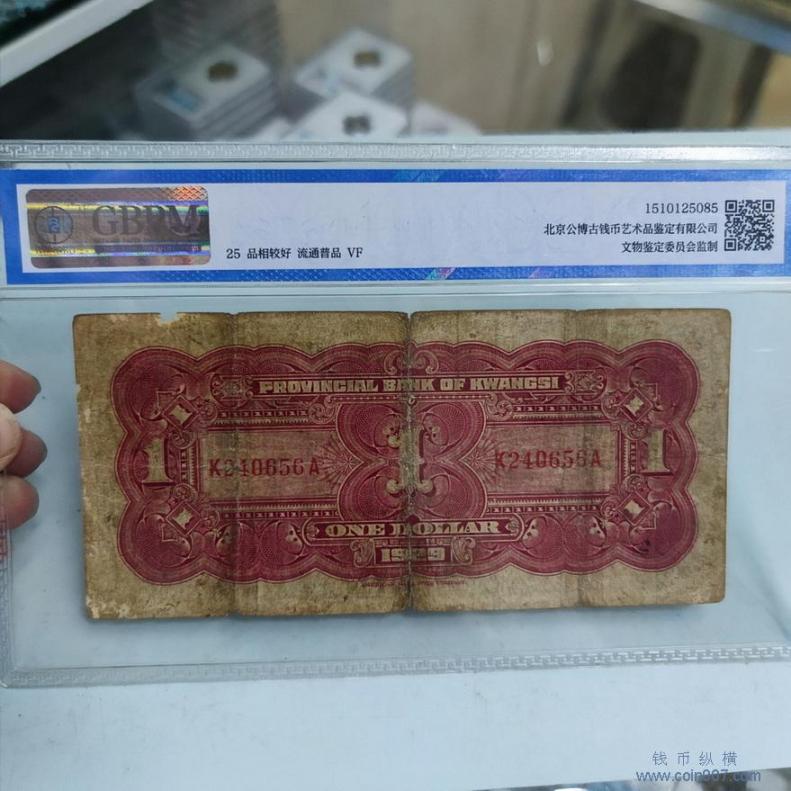 GBPM
1510125085
北京公博古钱币艺术品鉴定有限公司
25 品相较好 流通普品 VF
文物鉴定委员会监制
PROVINCIAL BANK OF KWANGSI
1 1 1
K240656A K240656A
ONE DOLLAR
1929
钱币纵横
www.coin007.com